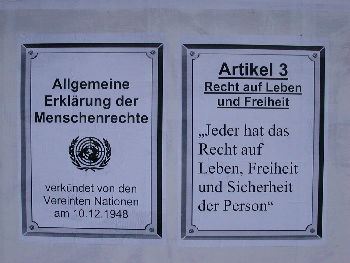 Allgemeine
Erklärung der
Menschenrechte
verkündet von den
Vereinten Nationen
am 10.12.1948
Artikel 3
Recht auf Leben
und Freiheit
„Jeder hat das
Recht auf
Leben, Freiheit
und Sicherheit
der Person“